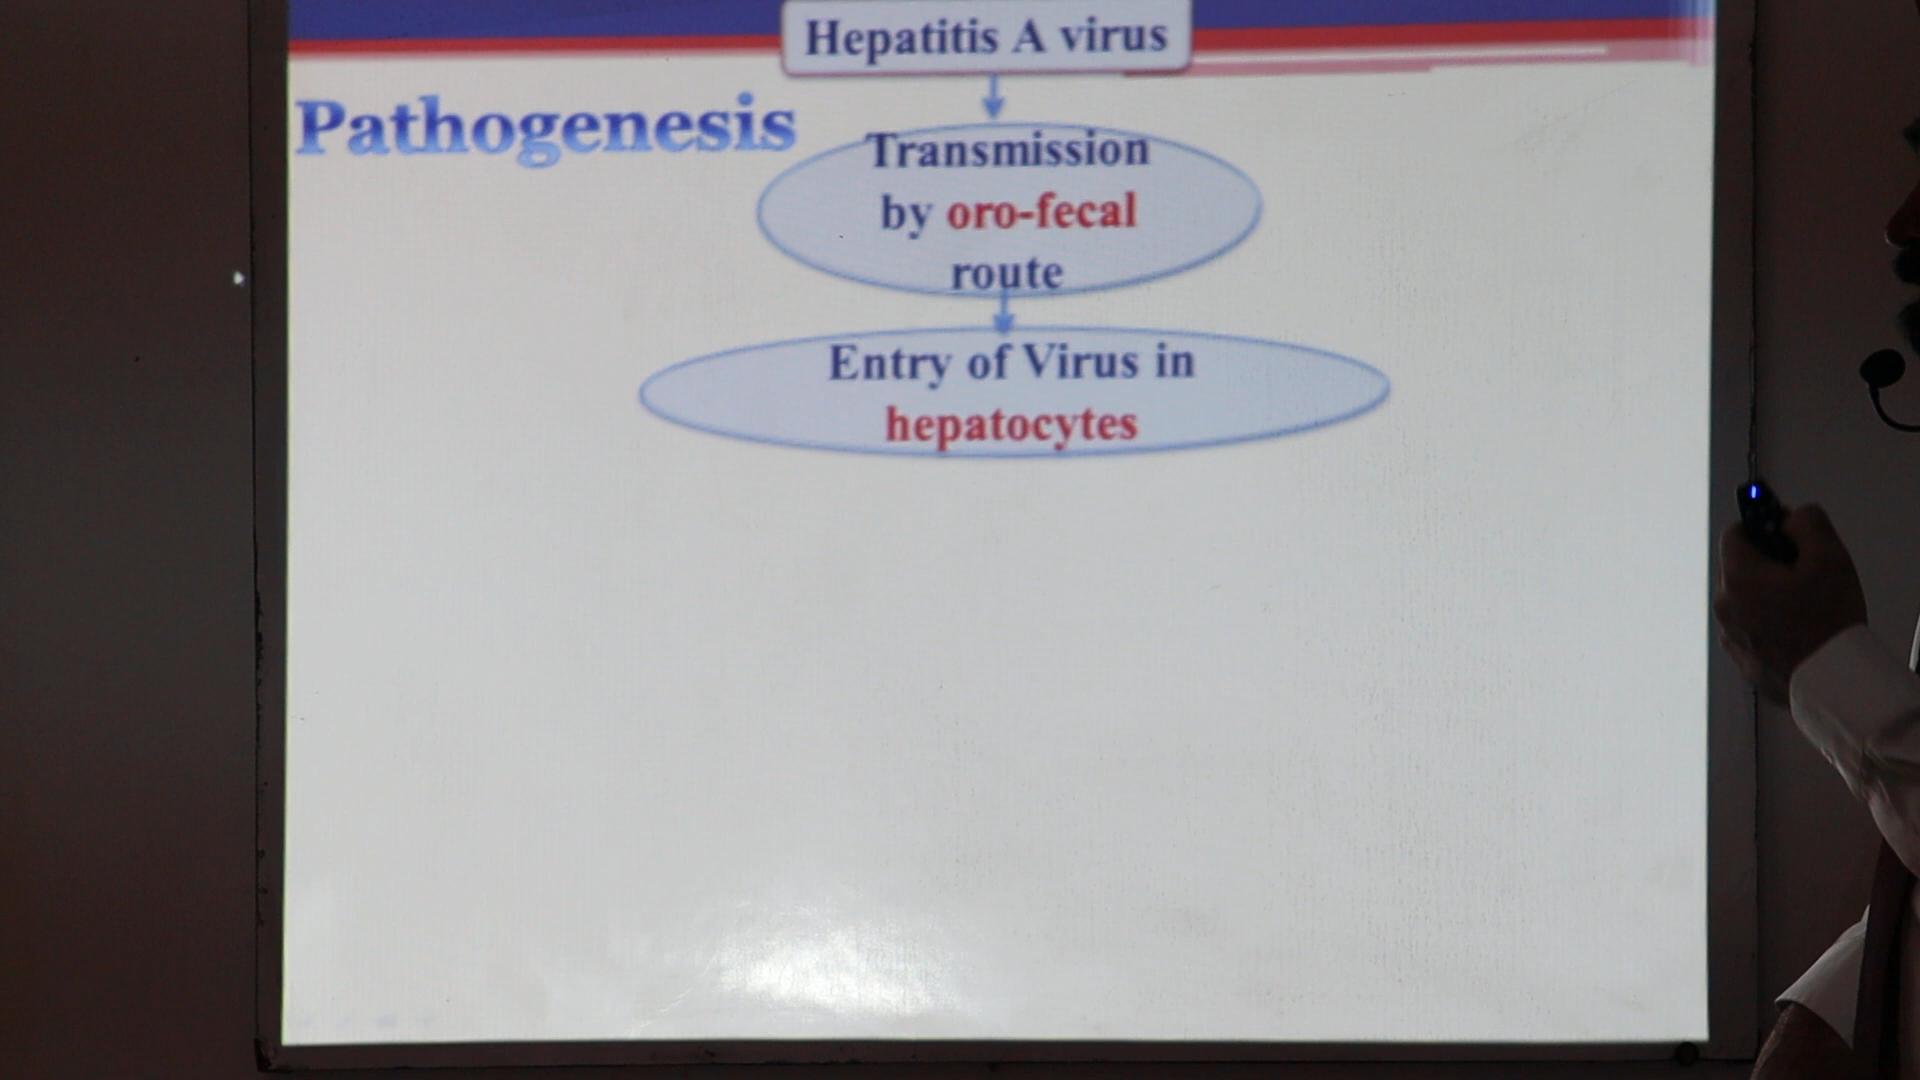 Hepatitis A virus
Pathogenesis
Transmission
by oro-fecal
route
Entry of Virus in
hepatocytes